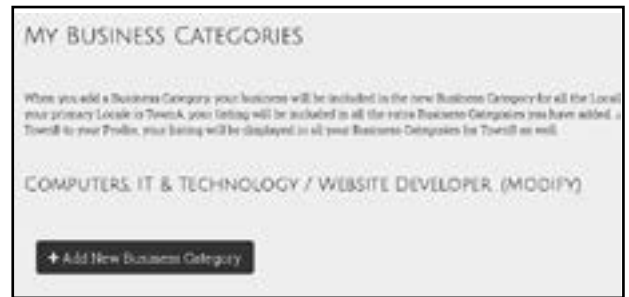 My Business Categories
When you add a Business Category, your business will be included in the new Business Category for all the Locali
your primary Locale is TownA, your listing will be included in all the extra Business Categories you have added.
TownB to your Profile, your listing will be displayed in all your Business Categories for TownB as well.
Computers, IT & Technology / Website Developer (Modify)
+ Add New Business Category